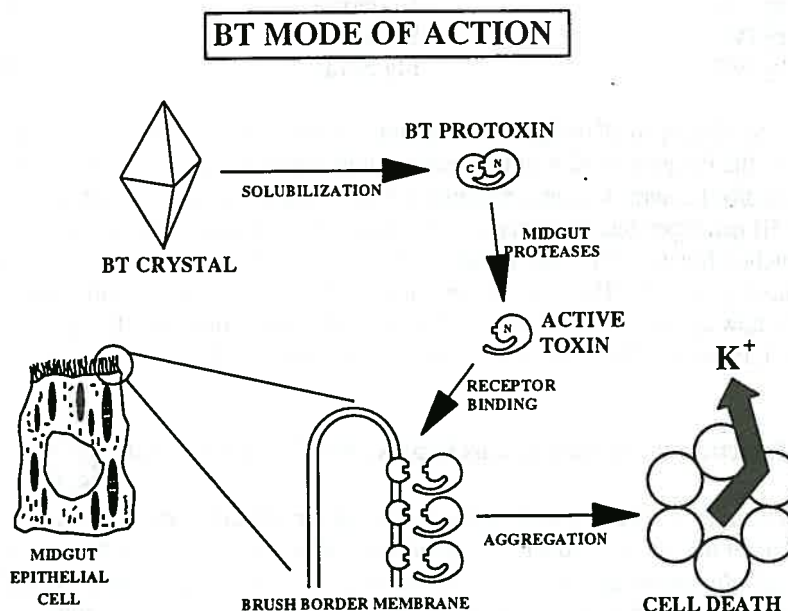 BT MODE OF ACTION
BT PROTOXIN
C
N
SOLUBILIZATION
BT CRYSTAL
MIDGUT
PROTEASES
N
ACTIVE
TOXIN
K+
RECEPTOR
BINDING
N
N
N
AGGREGATION
MIDGUT
EPITHELIAL
CELL
BRUSH BORDER MEMBRANE
CELL DEATH